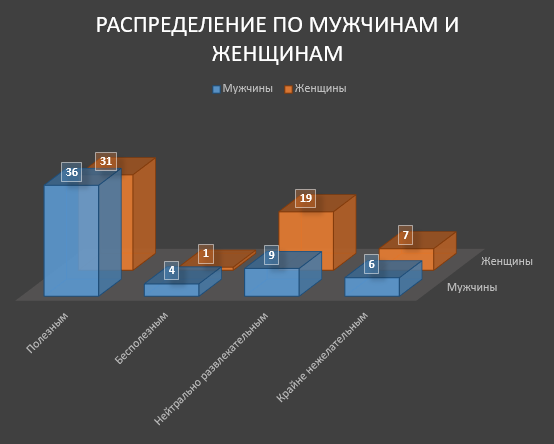 РАСПРЕДЕЛЕНИЕ ПО МУЖЧИНАМ И
ЖЕНЩИНАМ
Мужчины Женщины
36 31 4 1 9 19 6 7
Женщины
Мужчины
Полезным
Бесполезным
Нейтрально развлекательным
Крайне нежелательным